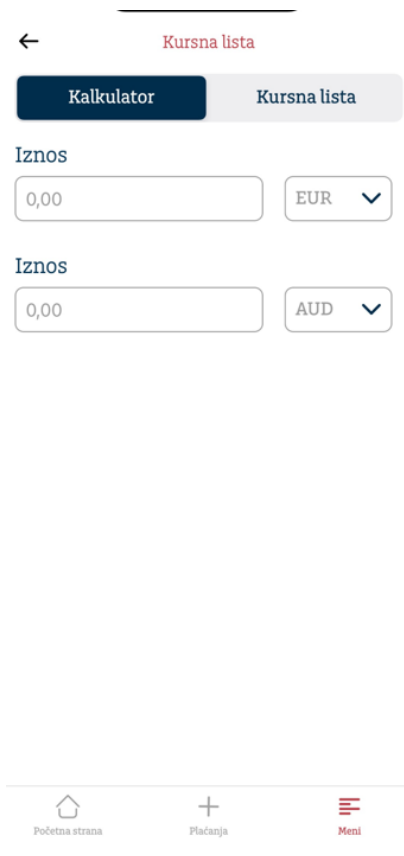 Kursna lista
Kalkulator Kursna lista
Iznos
0,00 EUR
Iznos
0,00 AUD
Početna strana Plaćanja Meni